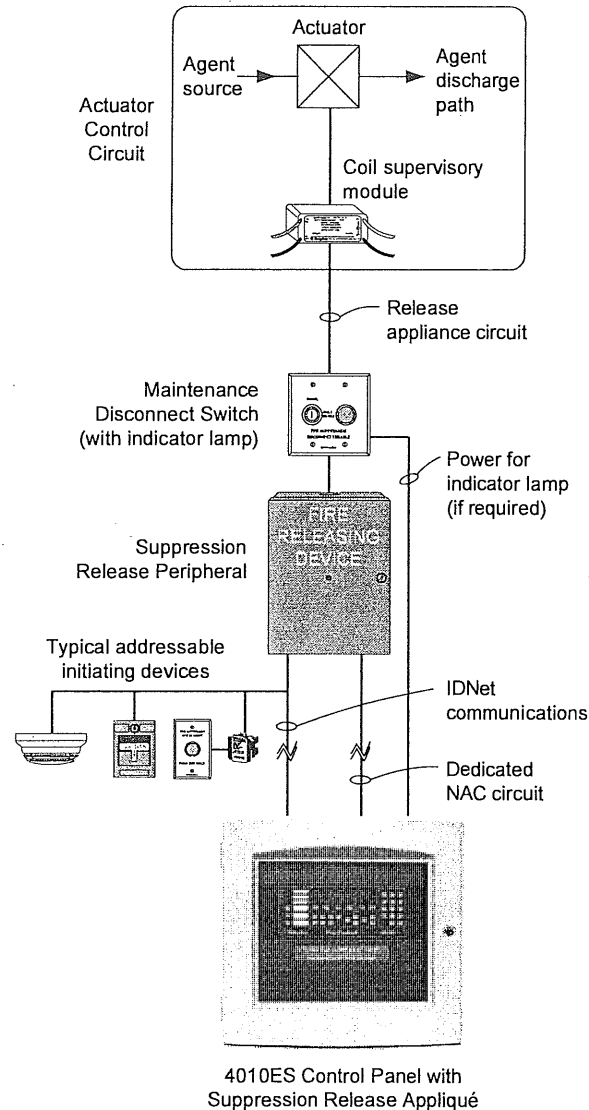 Actuator
Agent
source
Agent
discharge
path
Actuator
Control
Circuit
Coil supervisory
module
Release
appliance circuit
Maintenance
Disconnect Switch
(with indicator lamp)
Power for
indicator lamp
(if required)
FIRE
RELEASING
DEVICE
Suppression
Release Peripheral
Typical addressable
initiating devices
IDNet
communications
Dedicated
NAC circuit
4010ES Control Panel with
Suppression Release Appliqué